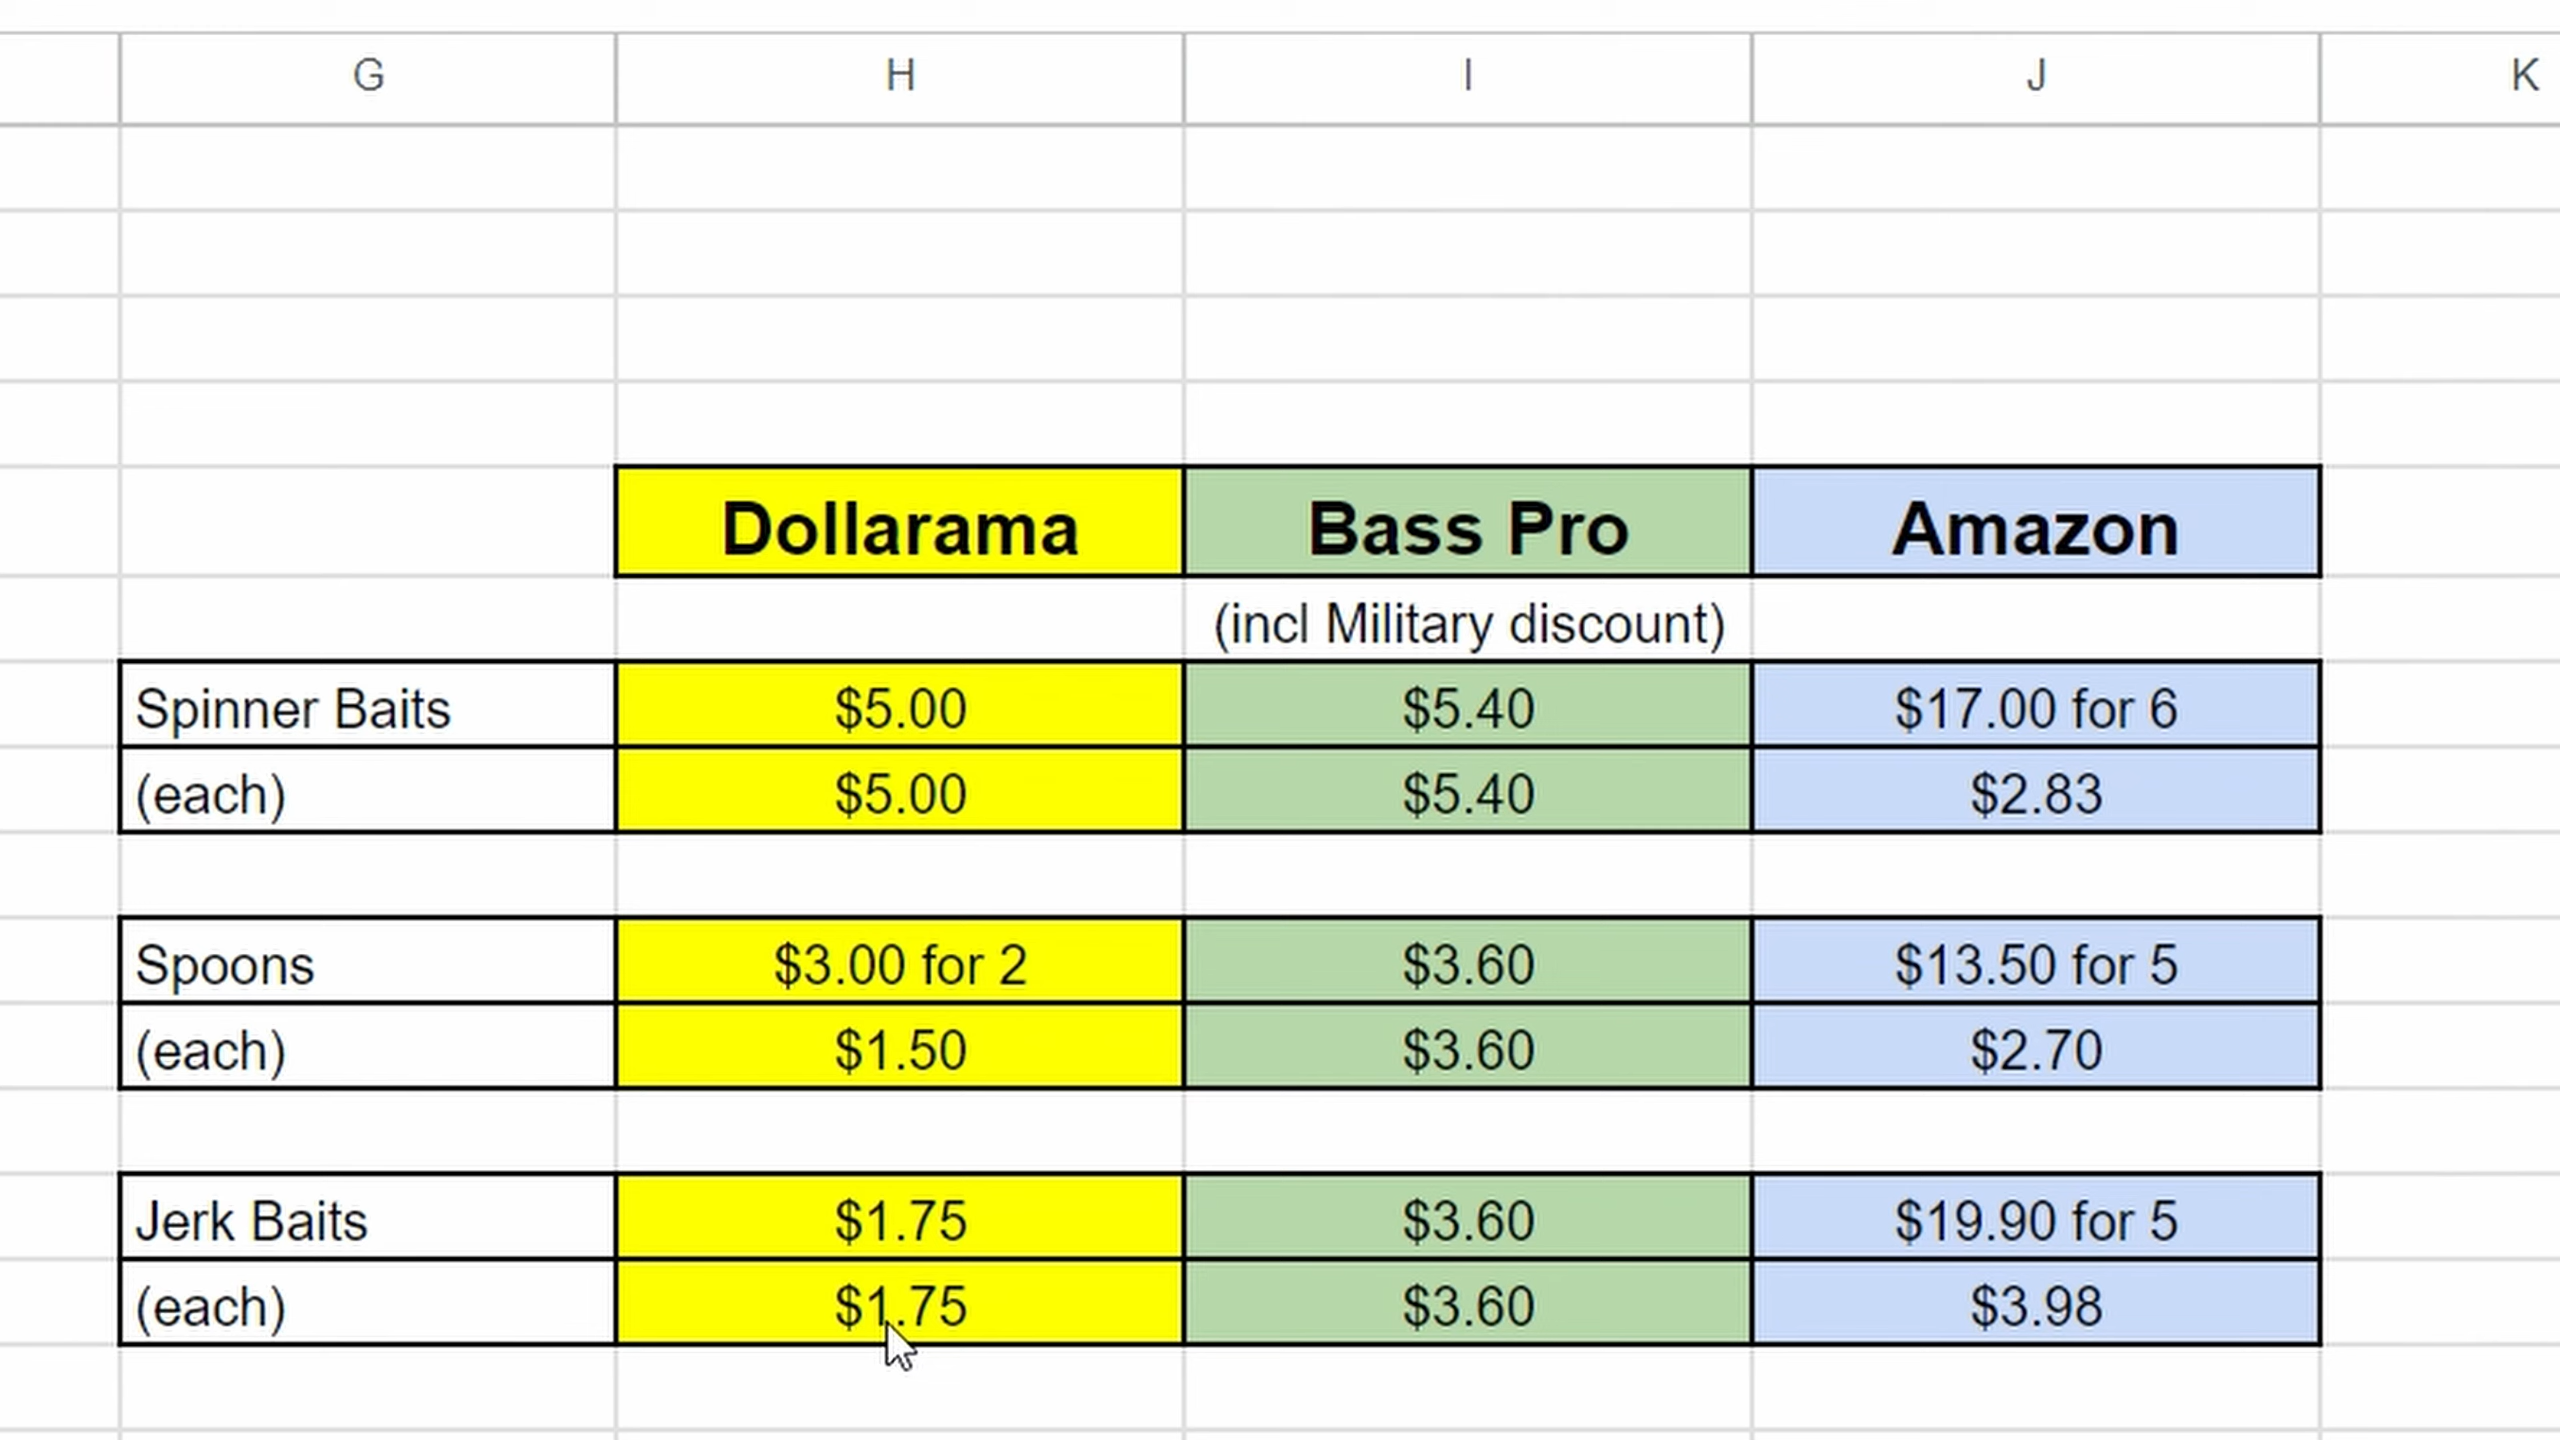 G H I J K
Dollarama Bass Pro Amazon
(incl Military discount)
Spinner Baits $5.00 $5.40 $17.00 for 6
(each) $5.00 $5.40 $2.83
Spoons $3.00 for 2 $3.60 $13.50 for 5
(each) $1.50 $3.60 $2.70
Jerk Baits $1.75 $3.60 $19.90 for 5
(each) $1.75 $3.60 $3.98